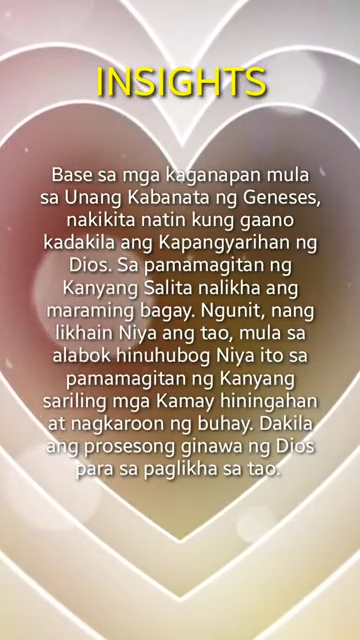 INSIGHTS
Base sa mga kaganapan mula
sa Unang Kabanata ng Geneses,
nakikita natin kung gaano
kadakila ang Kapangyarihan ng
Dios. Sa pamamagitan ng
Kanyang Salita nalikha ang
maraming bagay. Ngunit, nang
likhain Niya ang tao, mula sa
alabok hinuhubog Niya ito sa
pamamagitan ng Kanyang
sariling mga Kamay hiningahan
at nagkaroon ng buhay. Dakila
ang prosesong ginawa ng Dios
para sa paglikha sa tao.